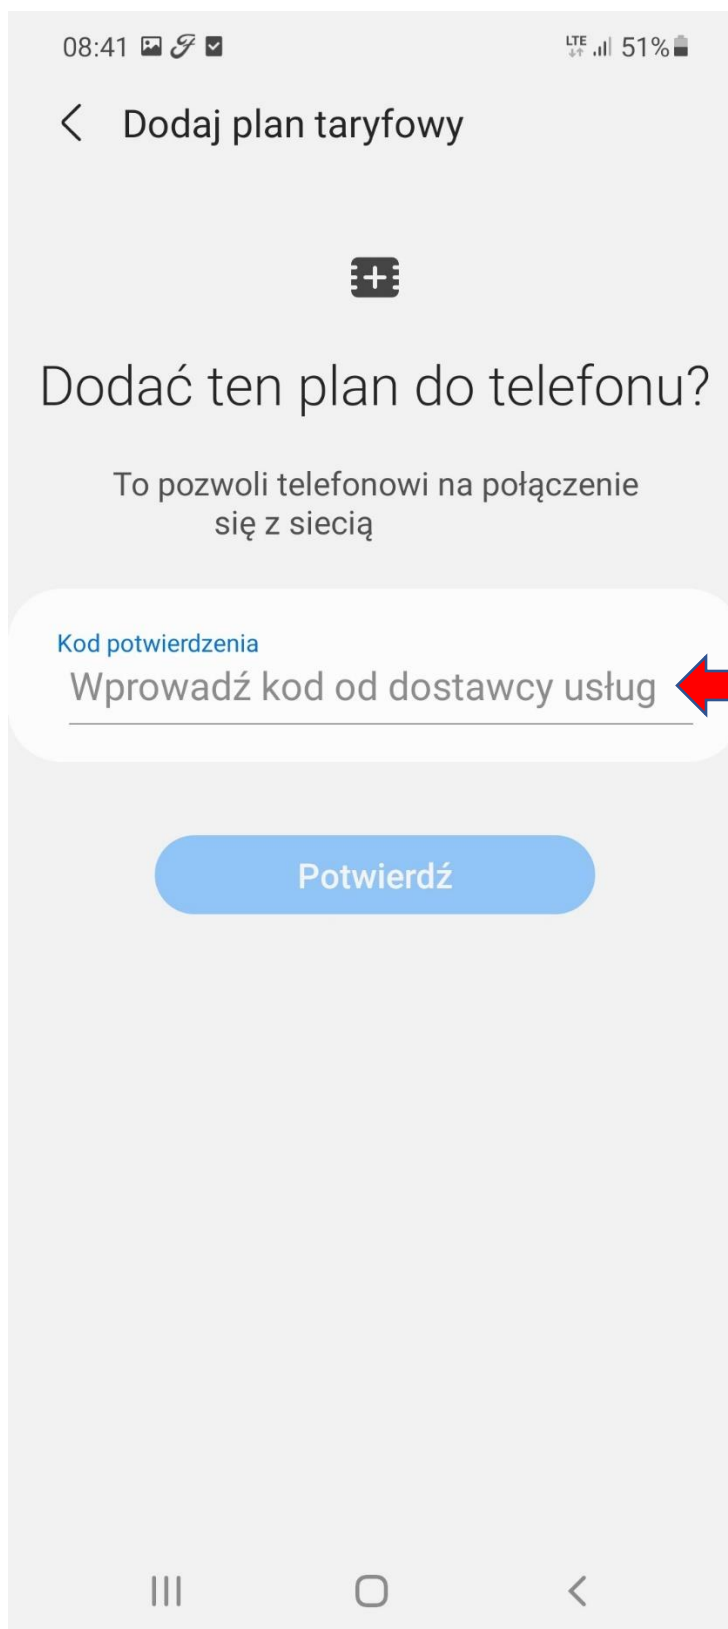 08:41 LTE 51%
Dodaj plan taryfowy
Dodać ten plan do telefonu?
To pozwoli telefonowi na połączenie
się z siecią
Kod potwierdzenia
Wprowadź kod od dostawcy usług
Potwierdź